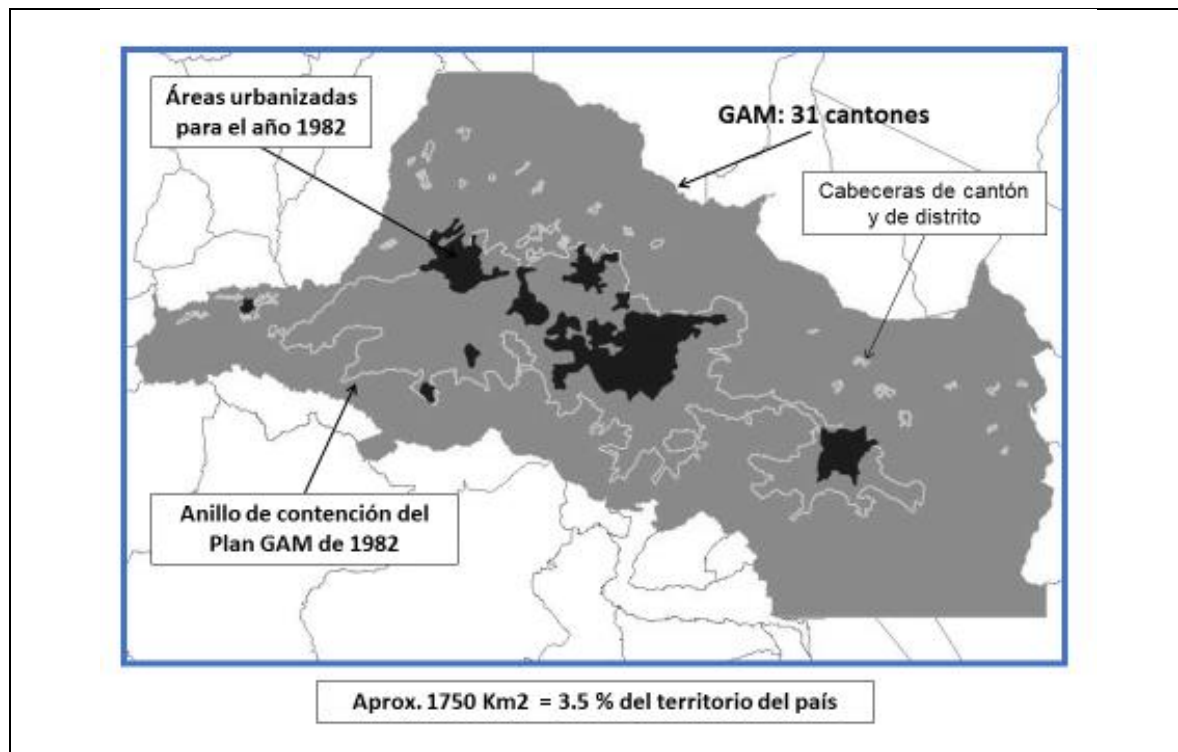 Áreas urbanizadas
para el año 1982
GAM: 31 cantones
Cabeceras de cantón
y de distrito
Anillo de contención del
Plan GAM de 1982
Aprox. 1750 Km2 = 3.5 % del territorio del país